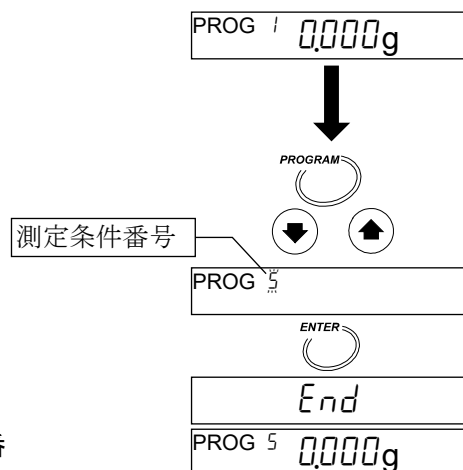 PROG 1 0.000g
PROGRAM
測定条件番号
PROG 5
ENTER
End
番
PROG 5 0.000g